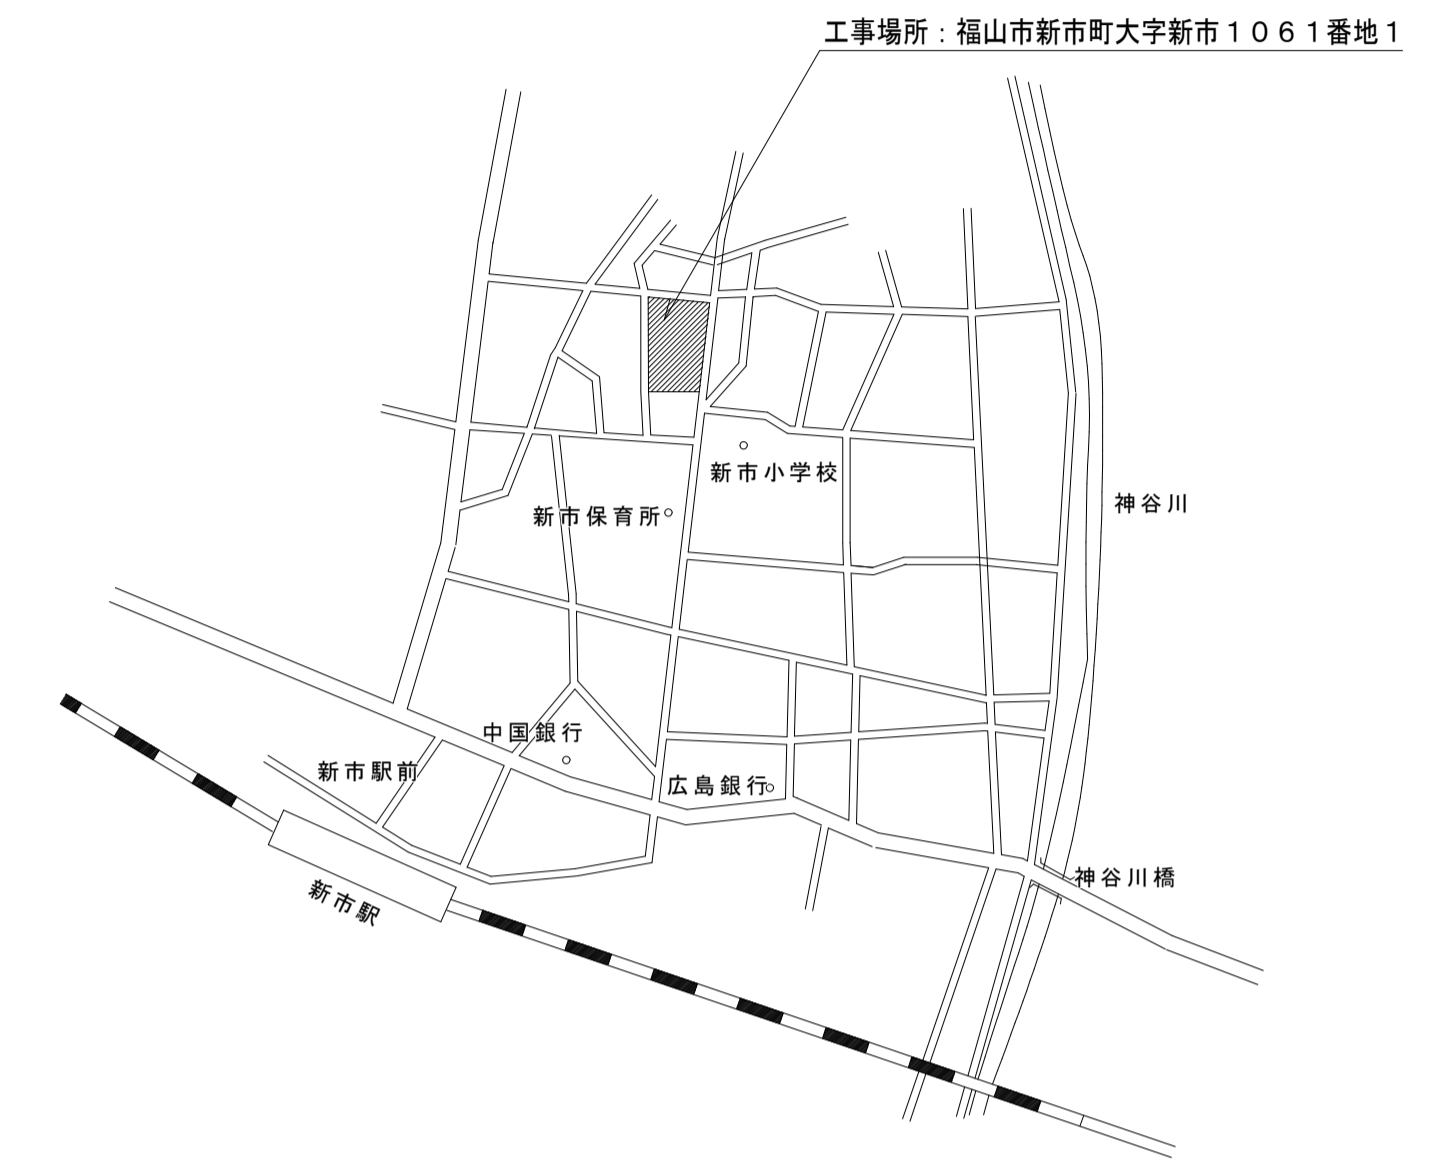 工事場所：福山市新市町大字新市１０６１番地１
新市小学校
神谷川
新市保育所
中国銀行
新市駅前
広島銀行
神谷川橋
新市駅